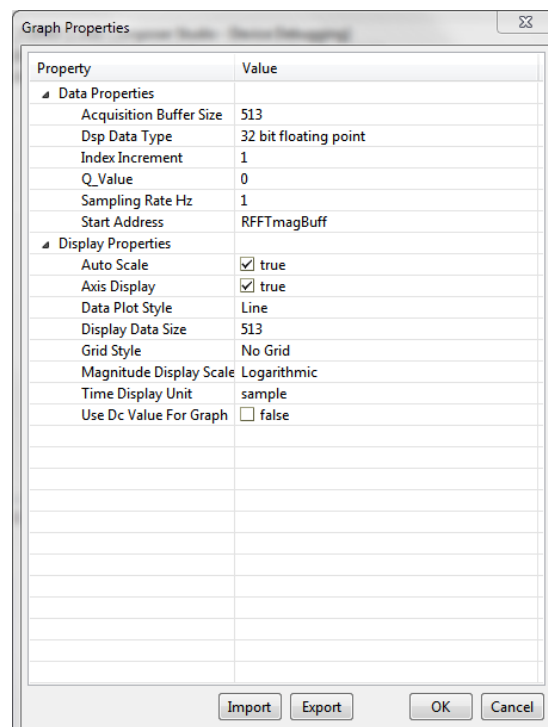 Graph Properties
Property Value
Data Properties
Acquisition Buffer Size 513
Dsp Data Type 32 bit floating point
Index Increment 1
Q_Value 0
Sampling Rate Hz 1
Start Address RFFTmagBuff
Display Properties
Auto Scale true
Axis Display true
Data Plot Style Line
Display Data Size 513
Grid Style No Grid
Magnitude Display Scale Logarithmic
Time Display Unit sample
Use Dc Value For Graph false
Import Export OK Cancel